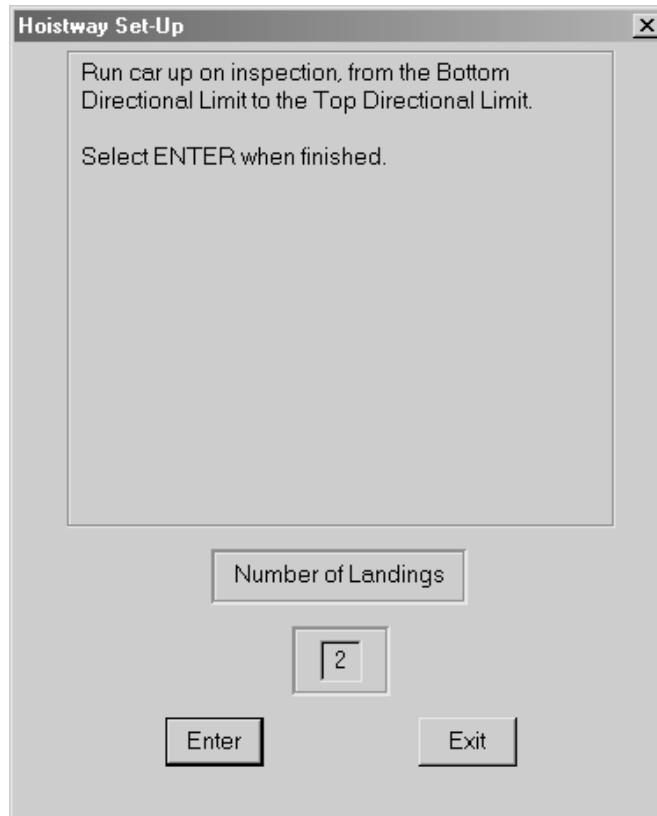 Hoistway Set-Up
Run car up on inspection, from the Bottom
Directional Limit to the Top Directional Limit.
Select ENTER when finished.
Number of Landings
2
Enter Exit